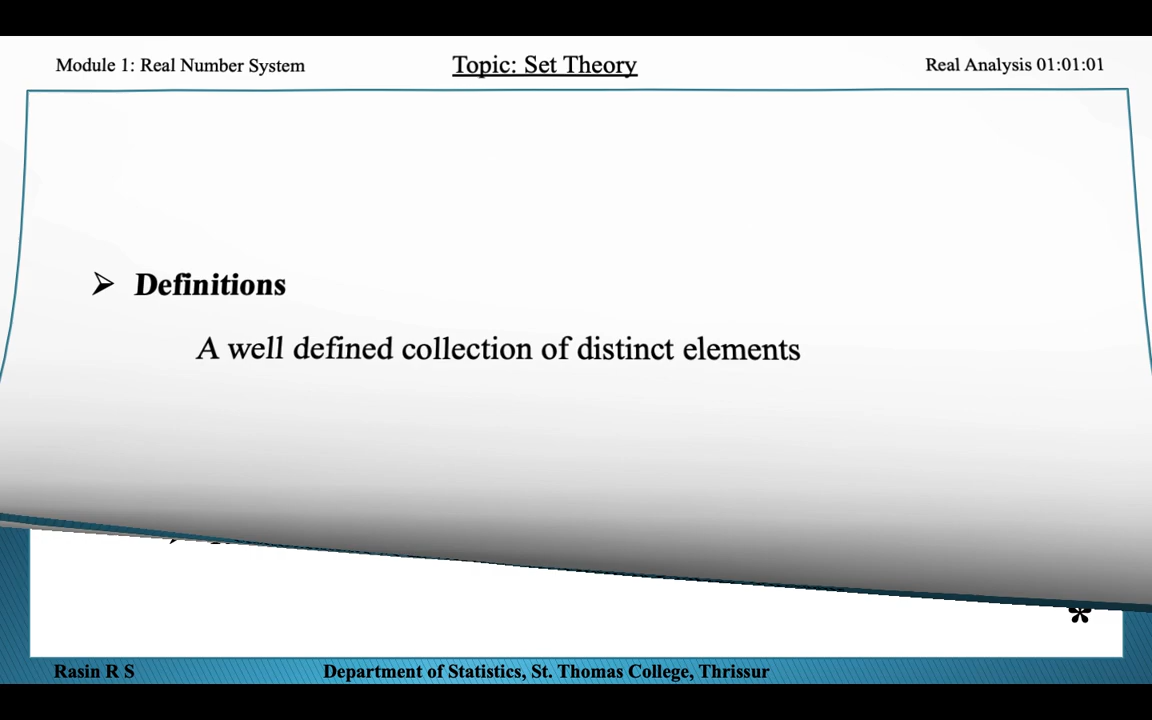 Module 1: Real Number System
Topic: Set Theory
Real Analysis 01:01:01
➢ Definitions
A well defined collection of distinct elements
*
Rasin R S
Department of Statistics, St. Thomas College, Thrissur